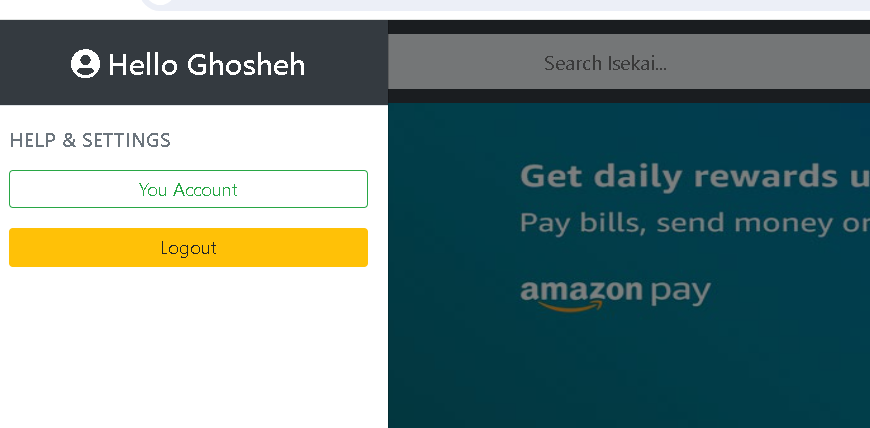 Hello Ghosheh
Search Isekai...
HELP & SETTINGS
You Account
Logout
Get daily rewards u
Pay bills, send money or
amazon pay